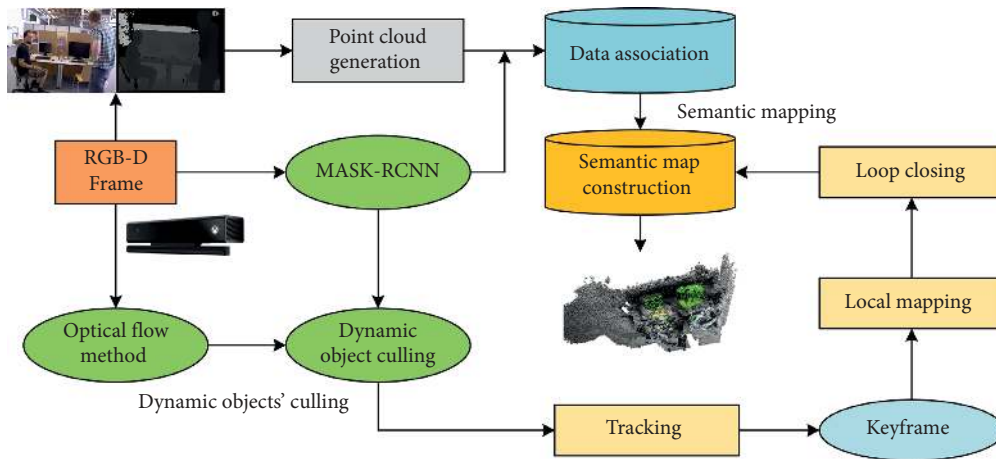 Point cloud
generation
Data association
Semantic mapping
RGB-D
Frame
MASK-RCNN
Semantic map
construction
Loop closing
Local mapping
Optical flow
method
Dynamic
object culling
Dynamic objects' culling
Tracking
Keyframe